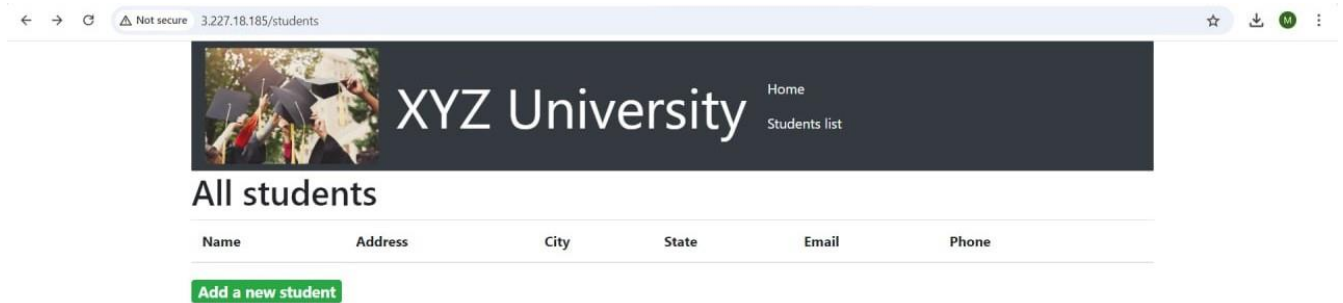 Not secure 3.227.18.185/students
M
XYZ University
Home
Students list
All students
Name Address City State Email Phone
Add a new student